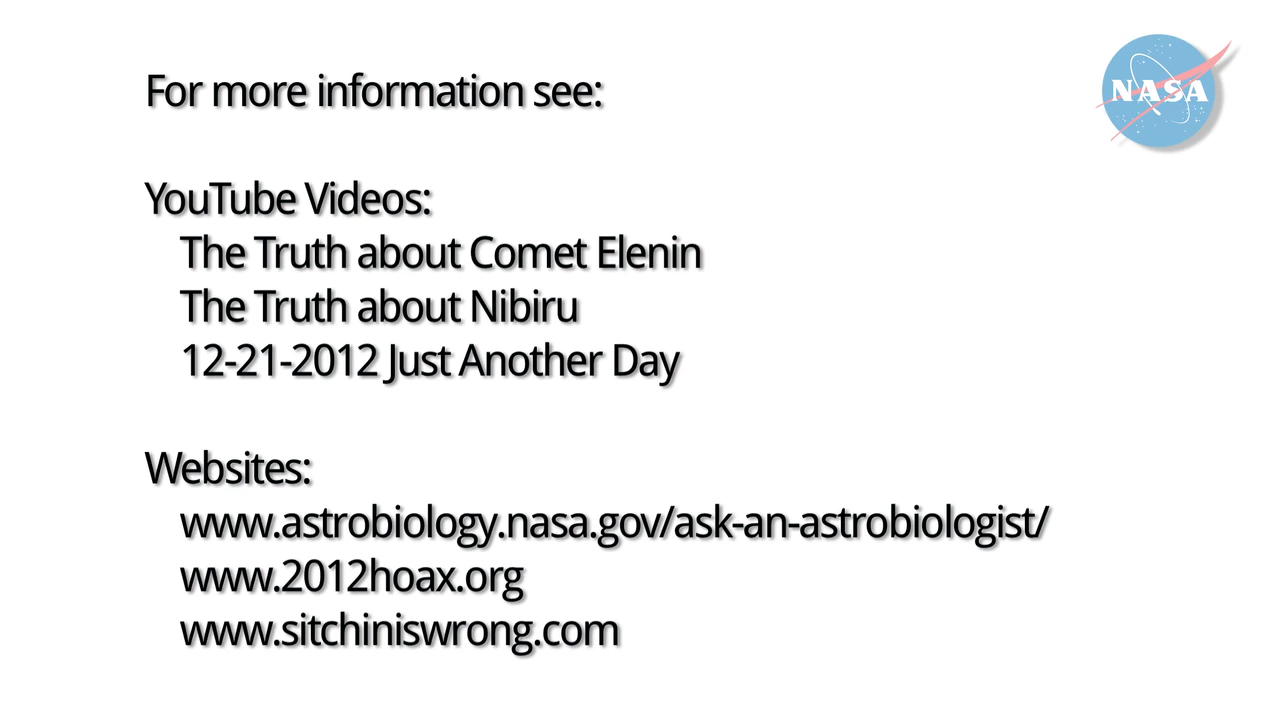 For more information see:
NASA
YouTube Videos:
The Truth about Comet Elenin
The Truth about Nibiru
12-21-2012 Just Another Day
Websites:
www.astrobiology.nasa.gov/ask-an-astrobiologist/
www.2012hoax.org
www.sitchiniswrong.com